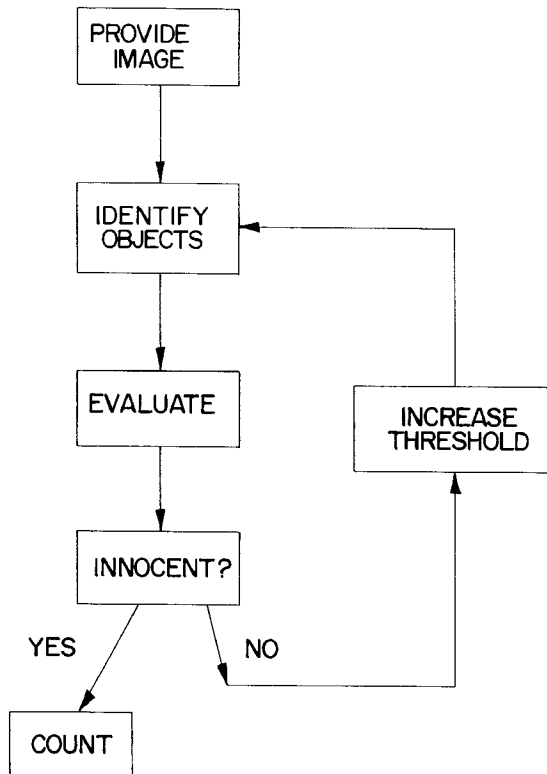 PROVIDE
IMAGE
IDENTIFY
OBJECTS
EVALUATE
INCREASE
THRESHOLD
INNOCENT?
YES
NO
COUNT